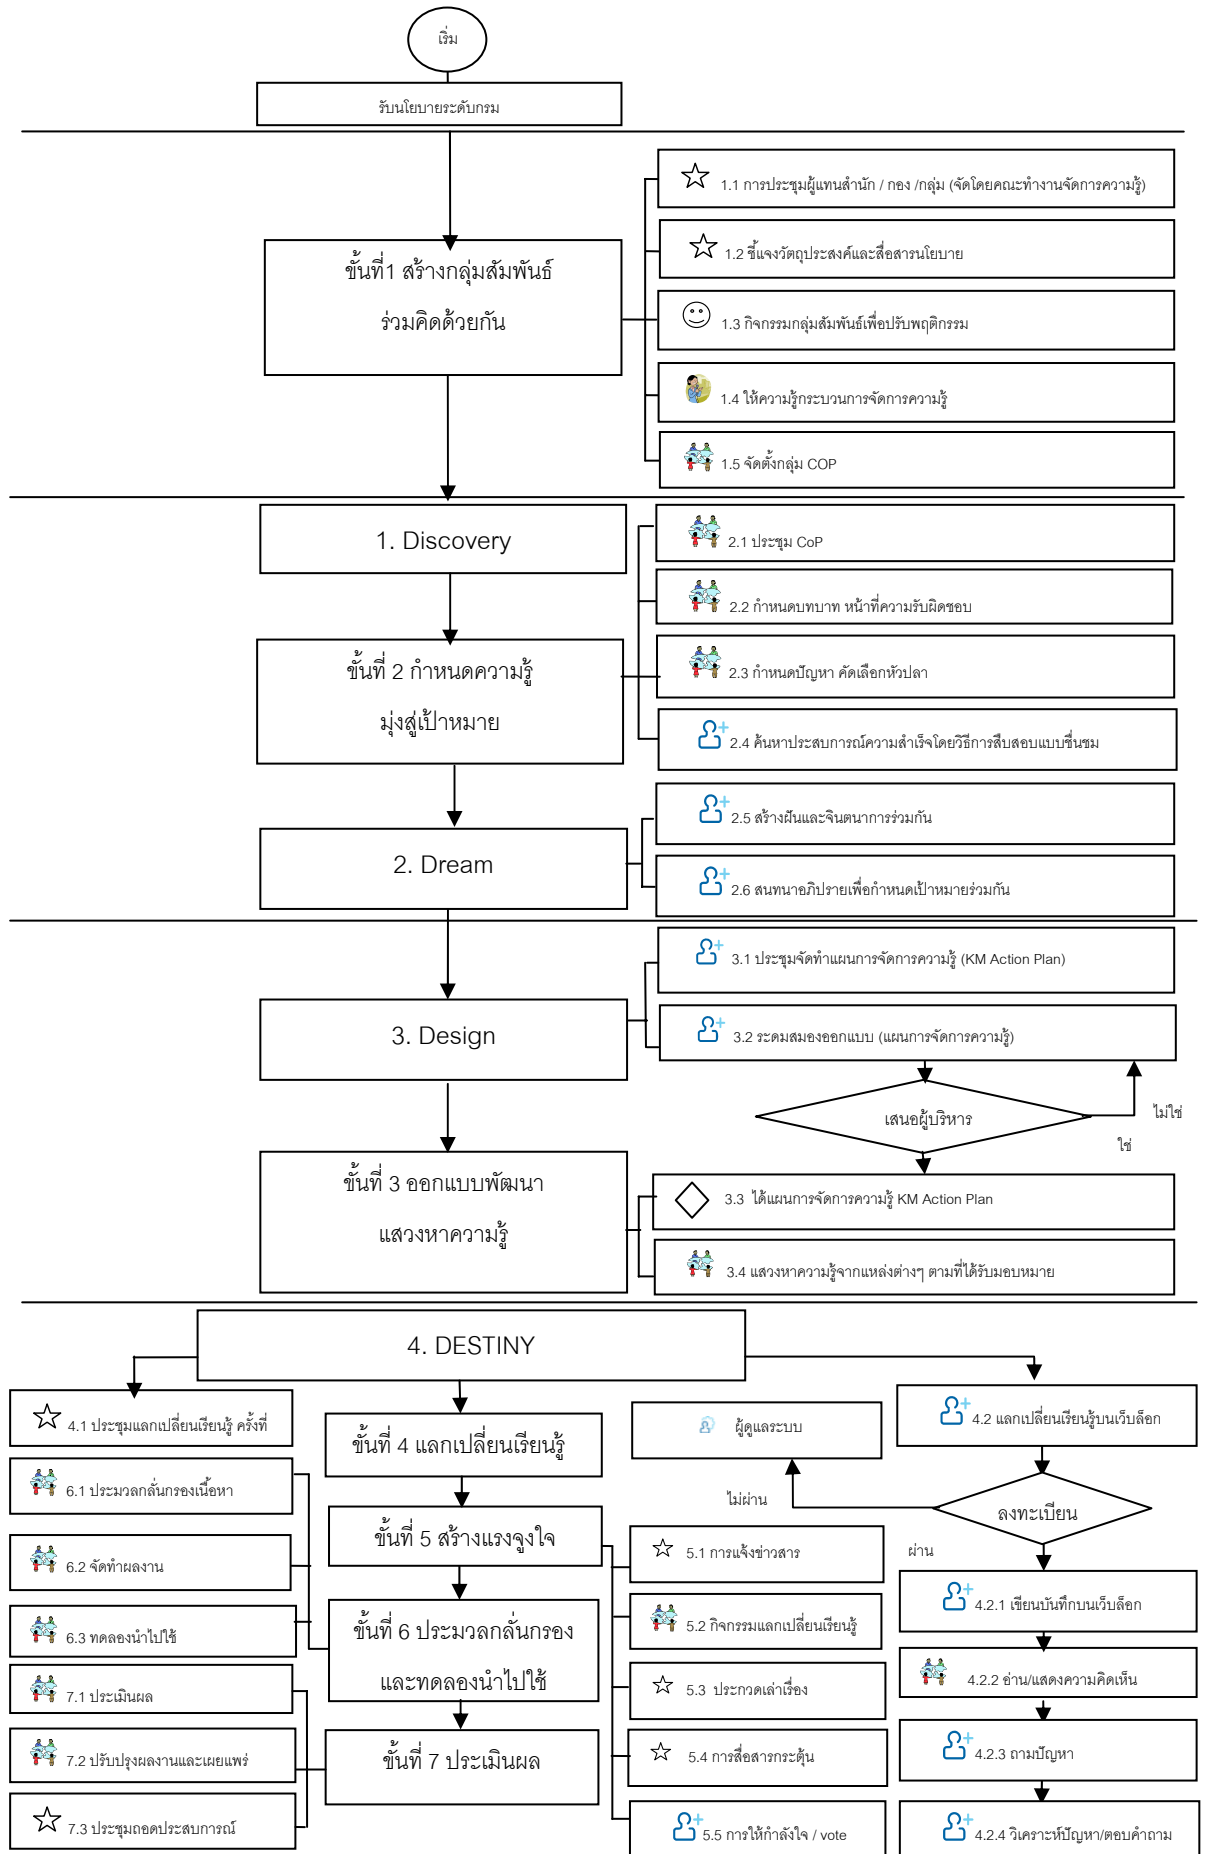 เริ่ม
รับนโยบายระดับกรม
ขั้นที่1 สร้างกลุ่มสัมพันธ์
ร่วมคิดด้วยกัน
1.1 การประชุมผู้แทนสำนัก / กอง /กลุ่ม (จัดโดยคณะทำงานจัดการความรู้)
1.2 ชี้แจงวัตถุประสงค์และสื่อสารนโยบาย
1.3 กิจกรรมกลุ่มสัมพันธ์เพื่อปรับพฤติกรรม
1.4 ให้ความรู้กระบวนการจัดการความรู้
1.5 จัดตั้งกลุ่ม COP
1. Discovery
ขั้นที่ 2 กำหนดความรู้
มุ่งสู่เป้าหมาย
2.1 ประชุม CoP
2.2 กำหนดบทบาท หน้าที่ความรับผิดชอบ
2.3 กำหนดปัญหา คัดเลือกหัวปลา
2.4 ค้นหาประสบการณ์ความสำเร็จโดยวิธีการสืบสอบแบบชื่นชม
2. Dream
2.5 สร้างฝันและจินตนาการร่วมกัน
2.6 สนทนาอภิปรายเพื่อกำหนดเป้าหมายร่วมกัน
3. Design
3.1 ประชุมจัดทำแผนการจัดการความรู้ (KM Action Plan)
3.2 ระดมสมองออกแบบ (แผนการจัดการความรู้)
เสนอผู้บริหาร
ไม่ใช่
ใช่
ขั้นที่ 3 ออกแบบพัฒนา
แสวงหาความรู้
3.3 ได้แผนการจัดการความรู้ KM Action Plan
3.4 แสวงหาความรู้จากแหล่งต่างๆ ตามที่ได้รับมอบหมาย
4. DESTINY
4.1 ประชุมแลกเปลี่ยนเรียนรู้ ครั้งที่
6.1 ประมวลกลั่นกรองเนื้อหา
6.2 จัดทำผลงาน
6.3 ทดลองนำไปใช้
7.1 ประเมินผล
7.2 ปรับปรุงผลงานและเผยแพร่
7.3 ประชุมถอดประสบการณ์
ขั้นที่ 4 แลกเปลี่ยนเรียนรู้
ขั้นที่ 5 สร้างแรงจูงใจ
ขั้นที่ 6 ประมวลกลั่นกรอง
และทดลองนำไปใช้
ขั้นที่ 7 ประเมินผล
ผู้ดูแลระบบ
ไม่ผ่าน
5.1 การแจ้งข่าวสาร
5.2 กิจกรรมแลกเปลี่ยนเรียนรู้
5.3 ประกวดเล่าเรื่อง
5.4 การสื่อสารกระตุ้น
5.5 การให้กำลังใจ / vote
4.2 แลกเปลี่ยนเรียนรู้บนเว็บล็อก
ลงทะเบียน
ผ่าน
4.2.1 เขียนบันทึกบนเว็บล็อก
4.2.2 อ่าน/แสดงความคิดเห็น
4.2.3 ถามปัญหา
4.2.4 วิเคราะห์ปัญหา/ตอบคำถาม